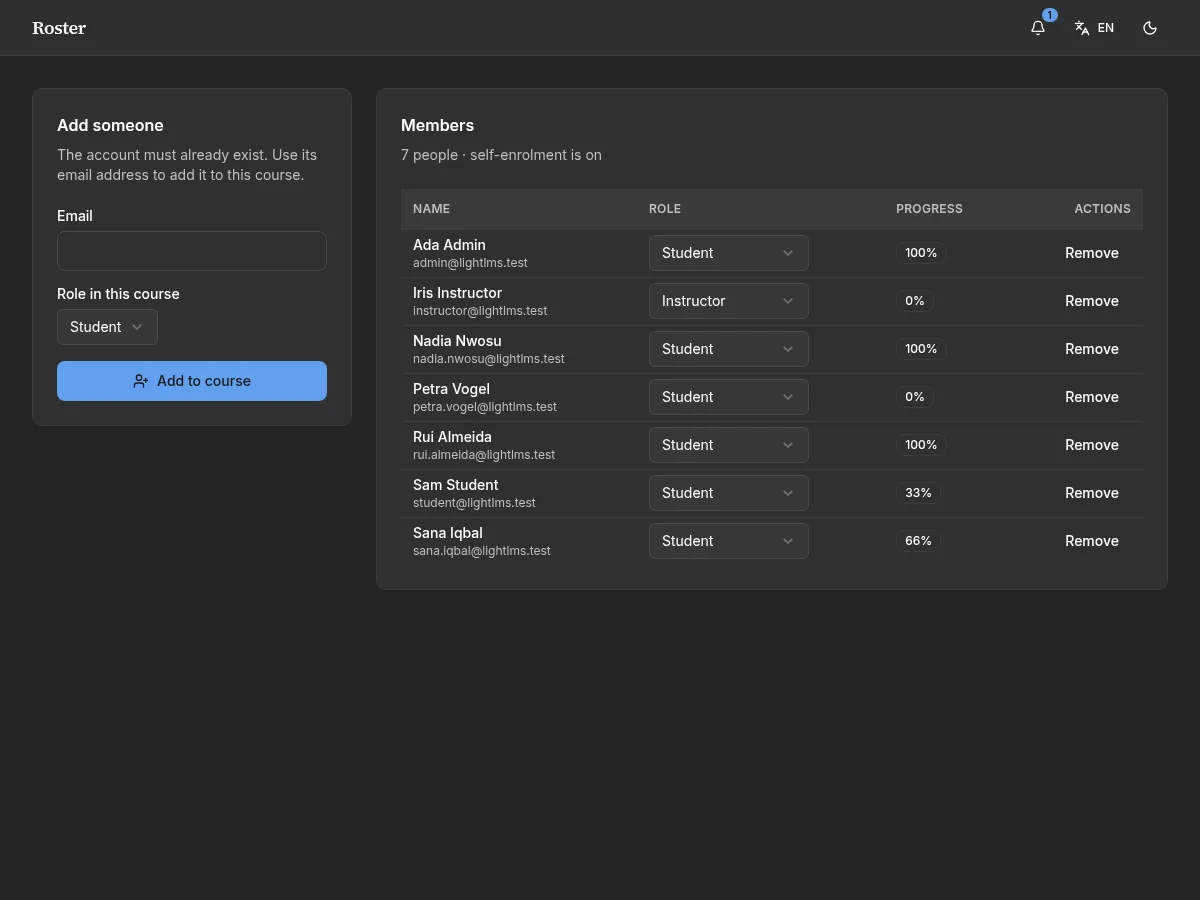 Roster
1
EN
Add someone
The account must already exist. Use its
email address to add it to this course.
Email
Role in this course
Student
Add to course
Members
7 people · self-enrolment is on
NAME ROLE PROGRESS ACTIONS
Ada Admin
admin@lightlms.test
Student 100% Remove
Iris Instructor
instructor@lightlms.test
Instructor 0% Remove
Nadia Nwosu
nadia.nwosu@lightlms.test
Student 100% Remove
Petra Vogel
petra.vogel@lightlms.test
Student 0% Remove
Rui Almeida
rui.almeida@lightlms.test
Student 100% Remove
Sam Student
student@lightlms.test
Student 33% Remove
Sana Iqbal
sana.iqbal@lightlms.test
Student 66% Remove